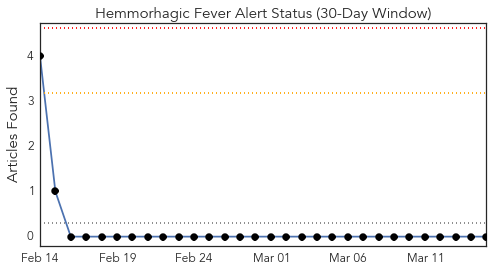 Hemmorhagic Fever Alert Status (30-Day Window)
Articles Found
4
3
2
1
0
Feb 14 Feb 19 Feb 24 Mar 01 Mar 06 Mar 11